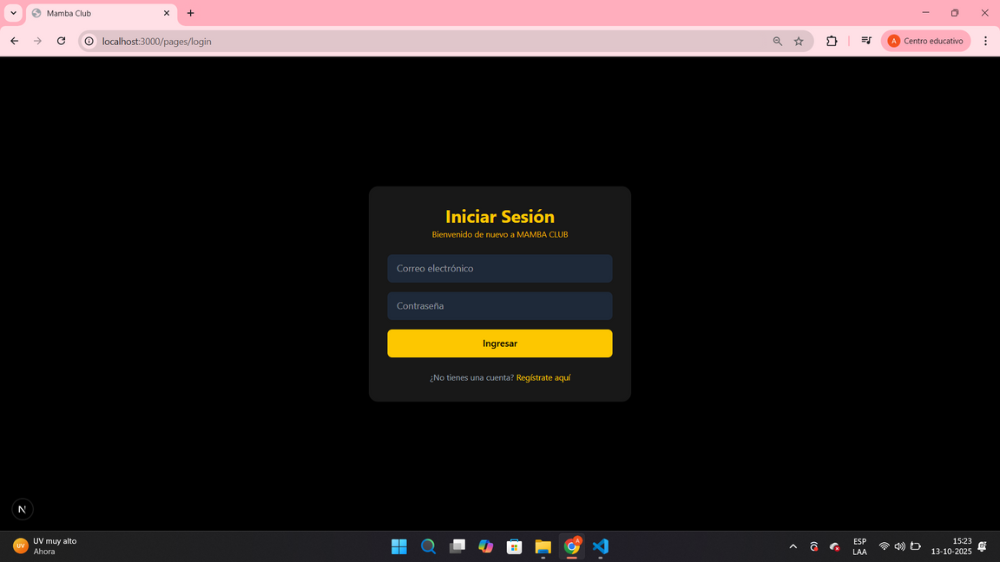 Mamba Club
localhost:3000/pages/login
A Centro educativo
Iniciar Sesión
Bienvenido de nuevo a MAMBA CLUB
Correo electrónico
Contraseña
Ingresar
¿No tienes una cuenta? Regístrate aquí
N
UV
UV muy alto
Ahora
A
ESP
LAA
15:23
13-10-2025